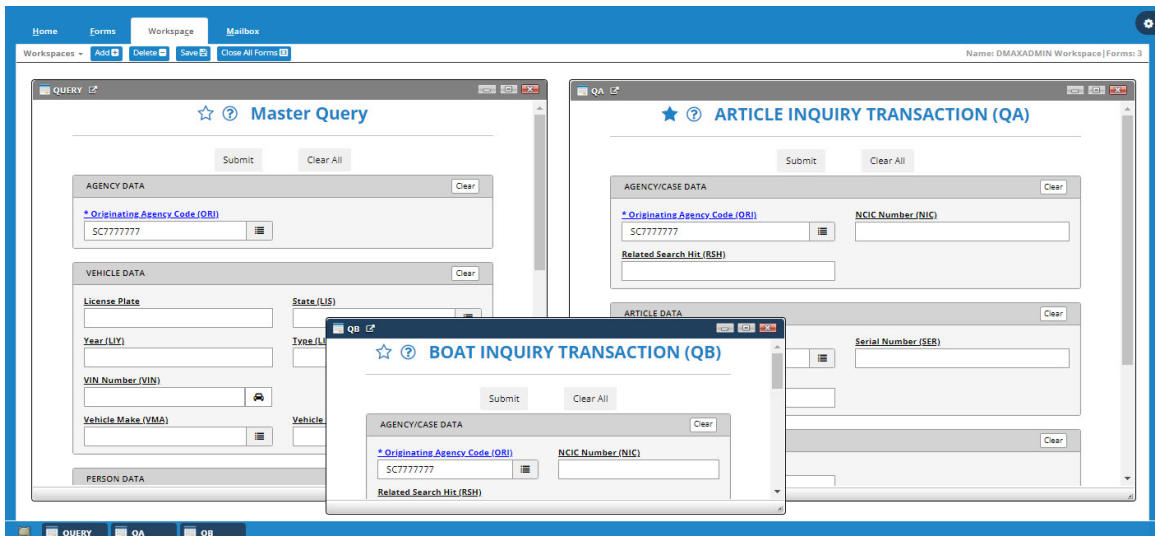 Home Forms Workspace Mailbox
Workspaces Add Delete Save Close All Forms Name: DMAXADMIN Workspace|Forms: 3
QUERY
Master Query
Submit Clear All
AGENCY DATA Clear
* Originating Agency Code (ORI)
SC7777777
VEHICLE DATA Clear
License Plate State (LIS)
Year (LIY) Type (LI
VIN Number (VIN)
Vehicle Make (VMA) Vehicle
PERSON DATA
QA
ARTICLE INQUIRY TRANSACTION (QA)
Submit Clear All
AGENCY/CASE DATA Clear
* Originating Agency Code (ORI) NCIC Number (NIC)
SC7777777
Related Search Hit (RSH)
ARTICLE DATA Clear
Serial Number (SER)
Clear
QB
BOAT INQUIRY TRANSACTION (QB)
Submit Clear All
AGENCY/CASE DATA Clear
* Originating Agency Code (ORI) NCIC Number (NIC)
SC7777777
Related Search Hit (RSH)
QUERY QA QB